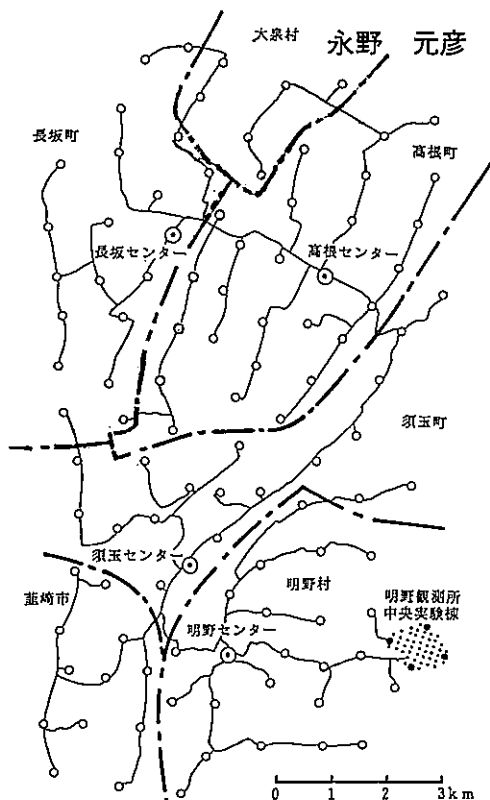 大泉村
永野 元彦
長坂町
高根町
長坂センター
高根センター
須玉町
須玉センター
韮崎市
明野村
明野観測所
中央実験棟
明野センター
0 1 2 3km